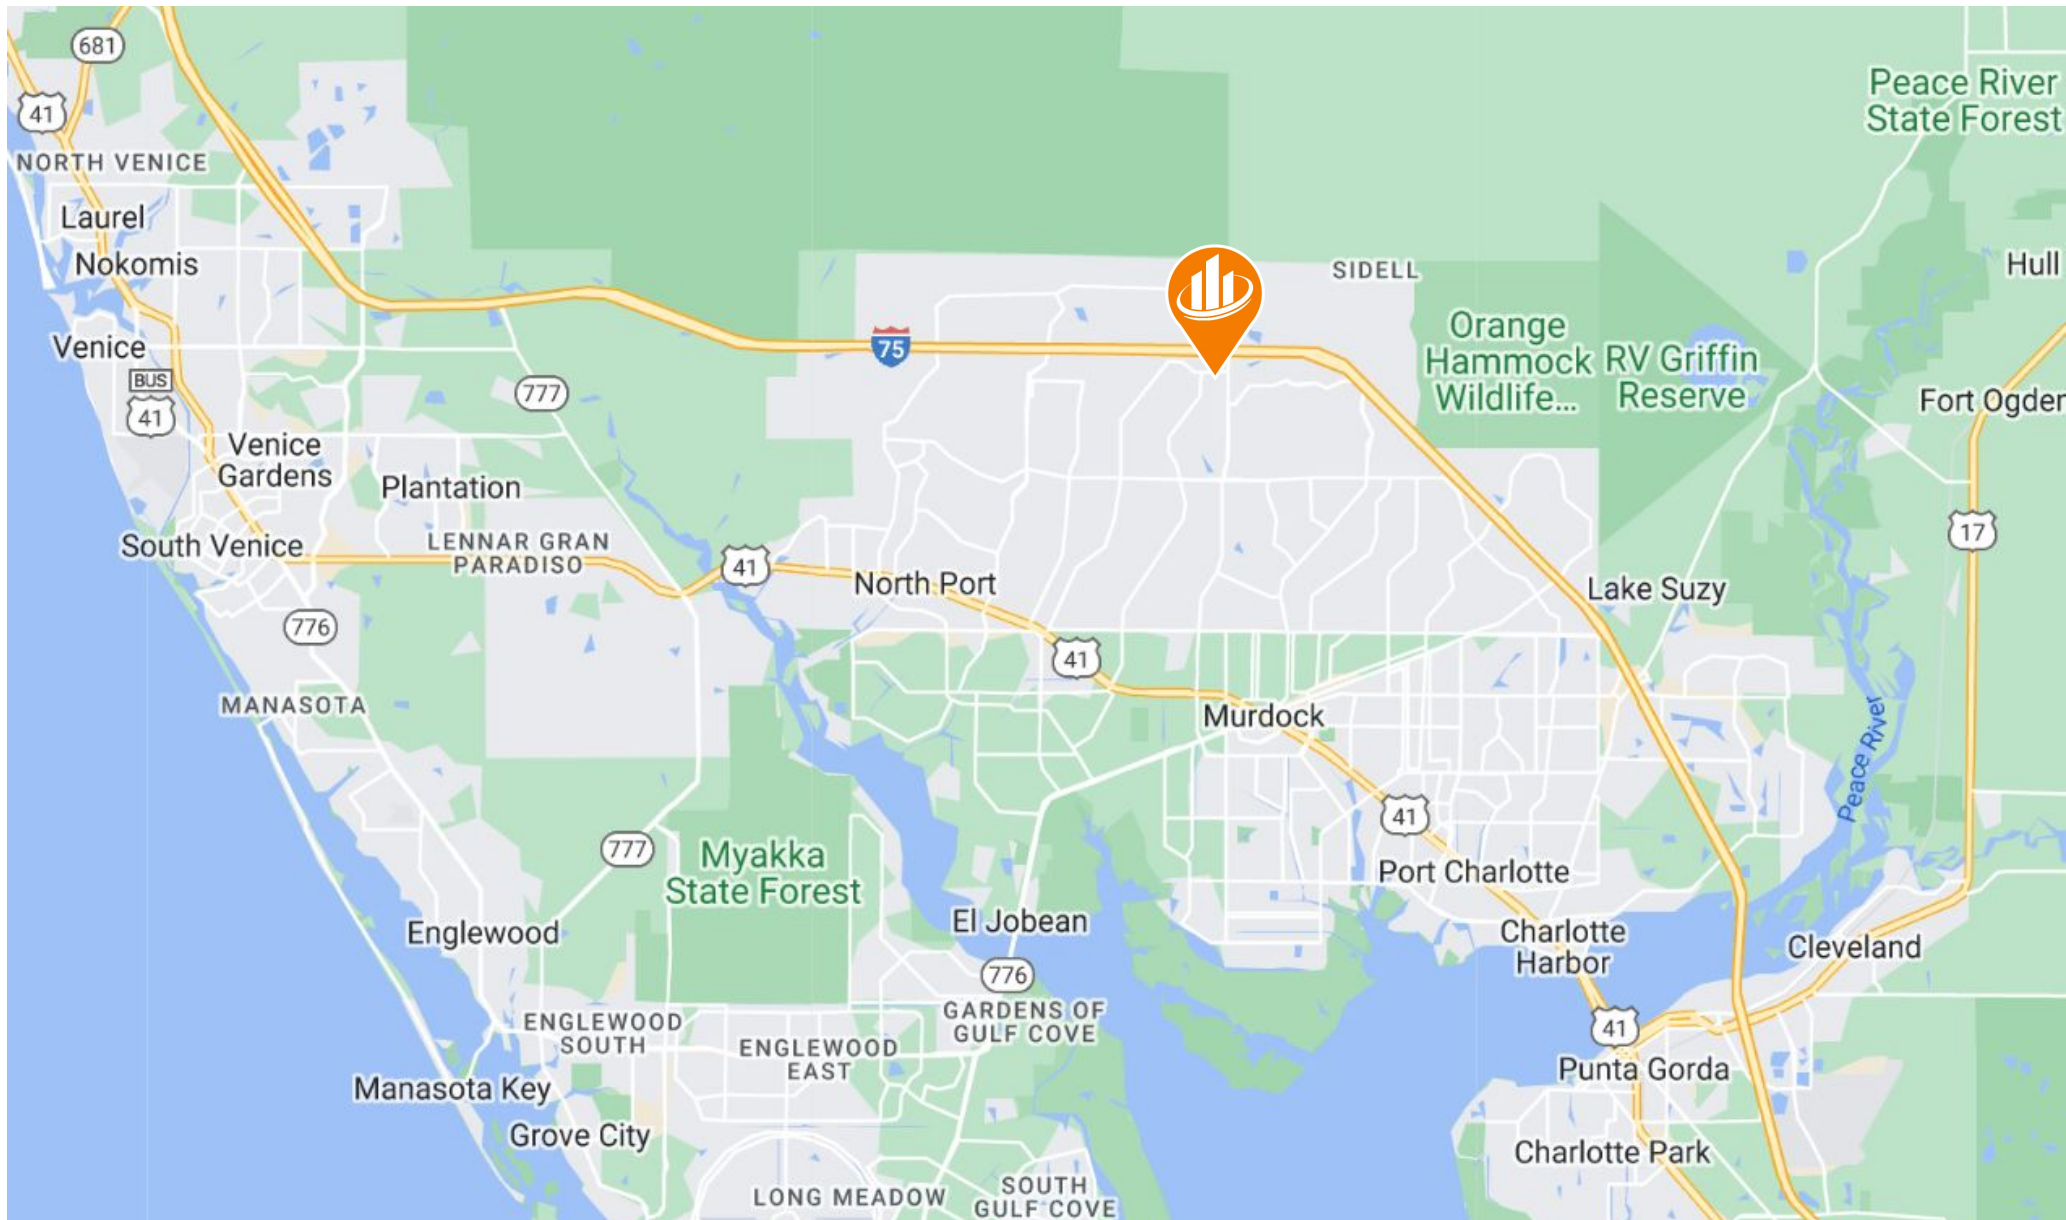 681
41
NORTH VENICE
Laurel
Nokomis
Venice
BUS
41
Venice
Gardens
Plantation
South Venice
LENNAR GRAN
PARADISO
777
75
SIDELL
Peace River
State Forest
Hull
Orange
Hammock
Wildlife...
RV Griffin
Reserve
Fort Ogden
17
41
North Port
Lake Suzy
776
41
MANASOTA
Murdock
Peace River
41
777
Myakka
State Forest
Port Charlotte
Englewood
El Jobean
Charlotte
Harbor
Cleveland
776
GARDENS OF
GULF COVE
ENGLEWOOD
SOUTH
ENGLEWOOD
EAST
41
Punta Gorda
Manasota Key
Grove City
Charlotte Park
LONG MEADOW
SOUTH
GULF COVE